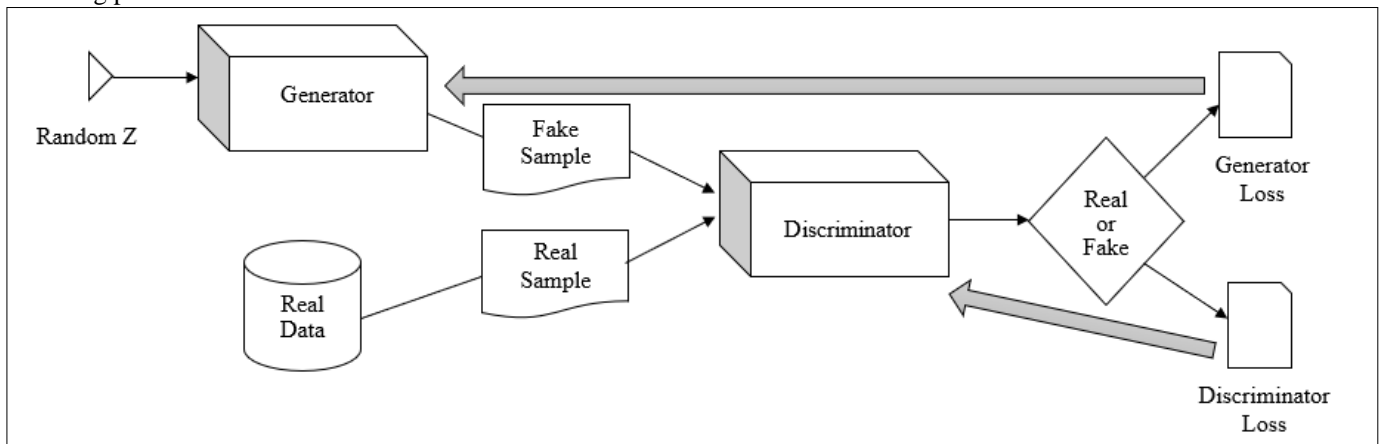 Generator
Random Z
Fake
Sample
Generator
Loss
Real
or
Fake
Discriminator
Real
Sample
Real
Data
Discriminator
Loss